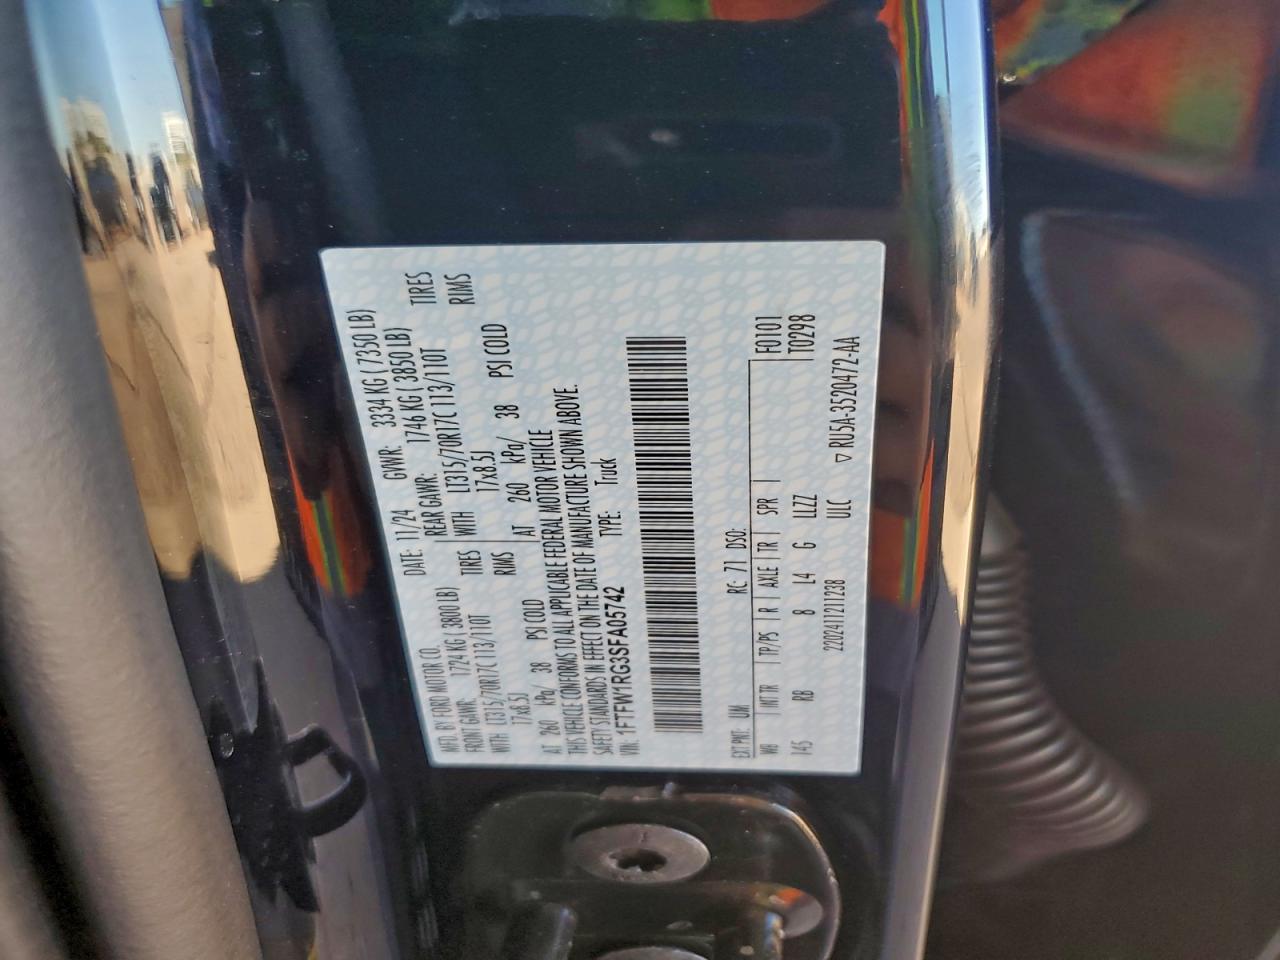 MFD. BY FORD MOTOR CO.
DATE: 11/24 GVWR: 3334 KG ( 7350 LB)
FRONT GAWR: 1724 KG ( 3800 LB)
REAR GAWR: 1746 KG ( 3850 LB)
WITH LT315/70R17C 113/110T TIRES
WITH LT315/70R17C 113/110T TIRES
17x8.5J RIMS
17x8.5J RIMS
AT 260 kPa/ 38 PSI COLD
AT 260 kPa/ 38 PSI COLD
THIS VEHICLE CONFORMS TO ALL APPLICABLE FEDERAL MOTOR VEHICLE
SAFETY STANDARDS IN EFFECT ON THE DATE OF MANUFACTURE SHOWN ABOVE.
VIN: 1FTFW1RG3SFA05742 TYPE: Truck
EXT PNT: UM RC: 71 DSO: F0101
WB INT TR TP/PS R AXLE TR SPR T0298
145 RB 8 L4 G LLZZ
2202411211238 ULC ▽ RU5A-3520472-AA